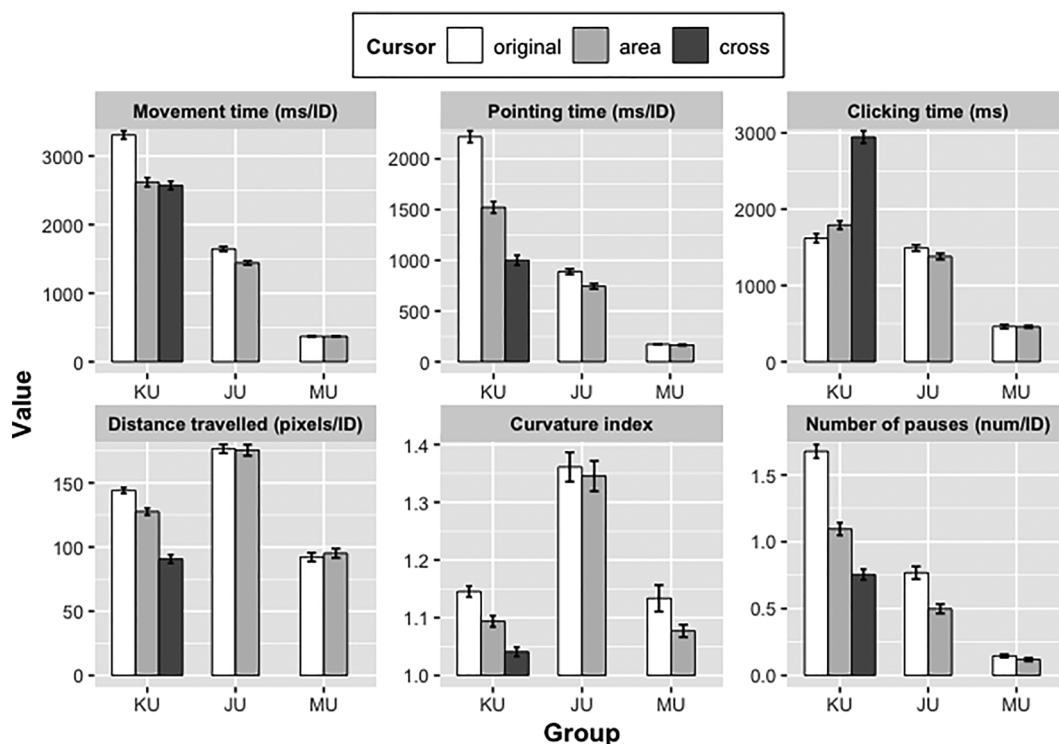 Cursor original area cross
Movement time (ms/ID)
3000
2000
1000
0
KU JU MU
Pointing time (ms/ID)
2000
1500
1000
500
0
KU JU MU
Clicking time (ms)
3000
2000
1000
0
KU JU MU
Value
Distance travelled (pixels/ID)
150
100
50
0
KU JU MU
Curvature index
1.4
1.3
1.2
1.1
1.0
KU JU MU
Number of pauses (num/ID)
1.5
1.0
0.5
0.0
KU JU MU
Group